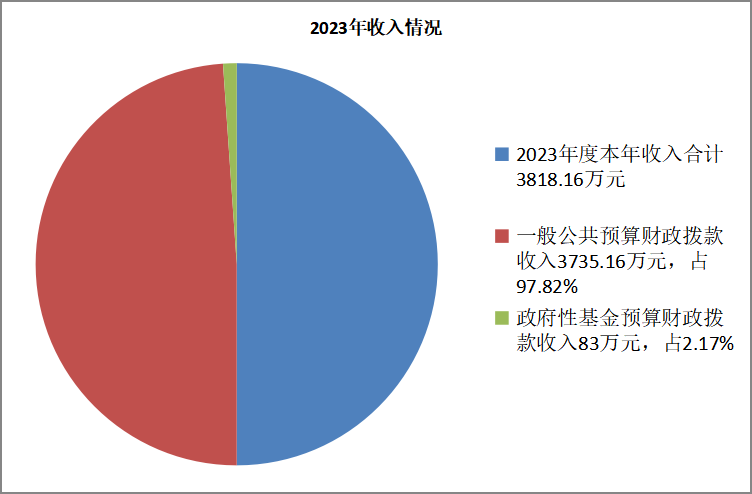 2023年收入情况
2023年度本年收入合计
3818.16万元
一般公共预算财政拨款
收入3735.16万元，占
97.82%
政府性基金预算财政拨
款收入83万元，占2.17%